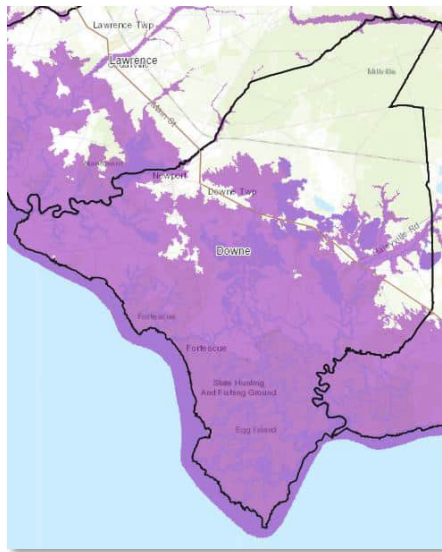 Lawrence Twp
Lawrence
Cedarville
Millville
Main St
Newport
Downe Twp
Downe
Fortescue
Fortescue
State Hunting
And Fishing Ground
Egg Island